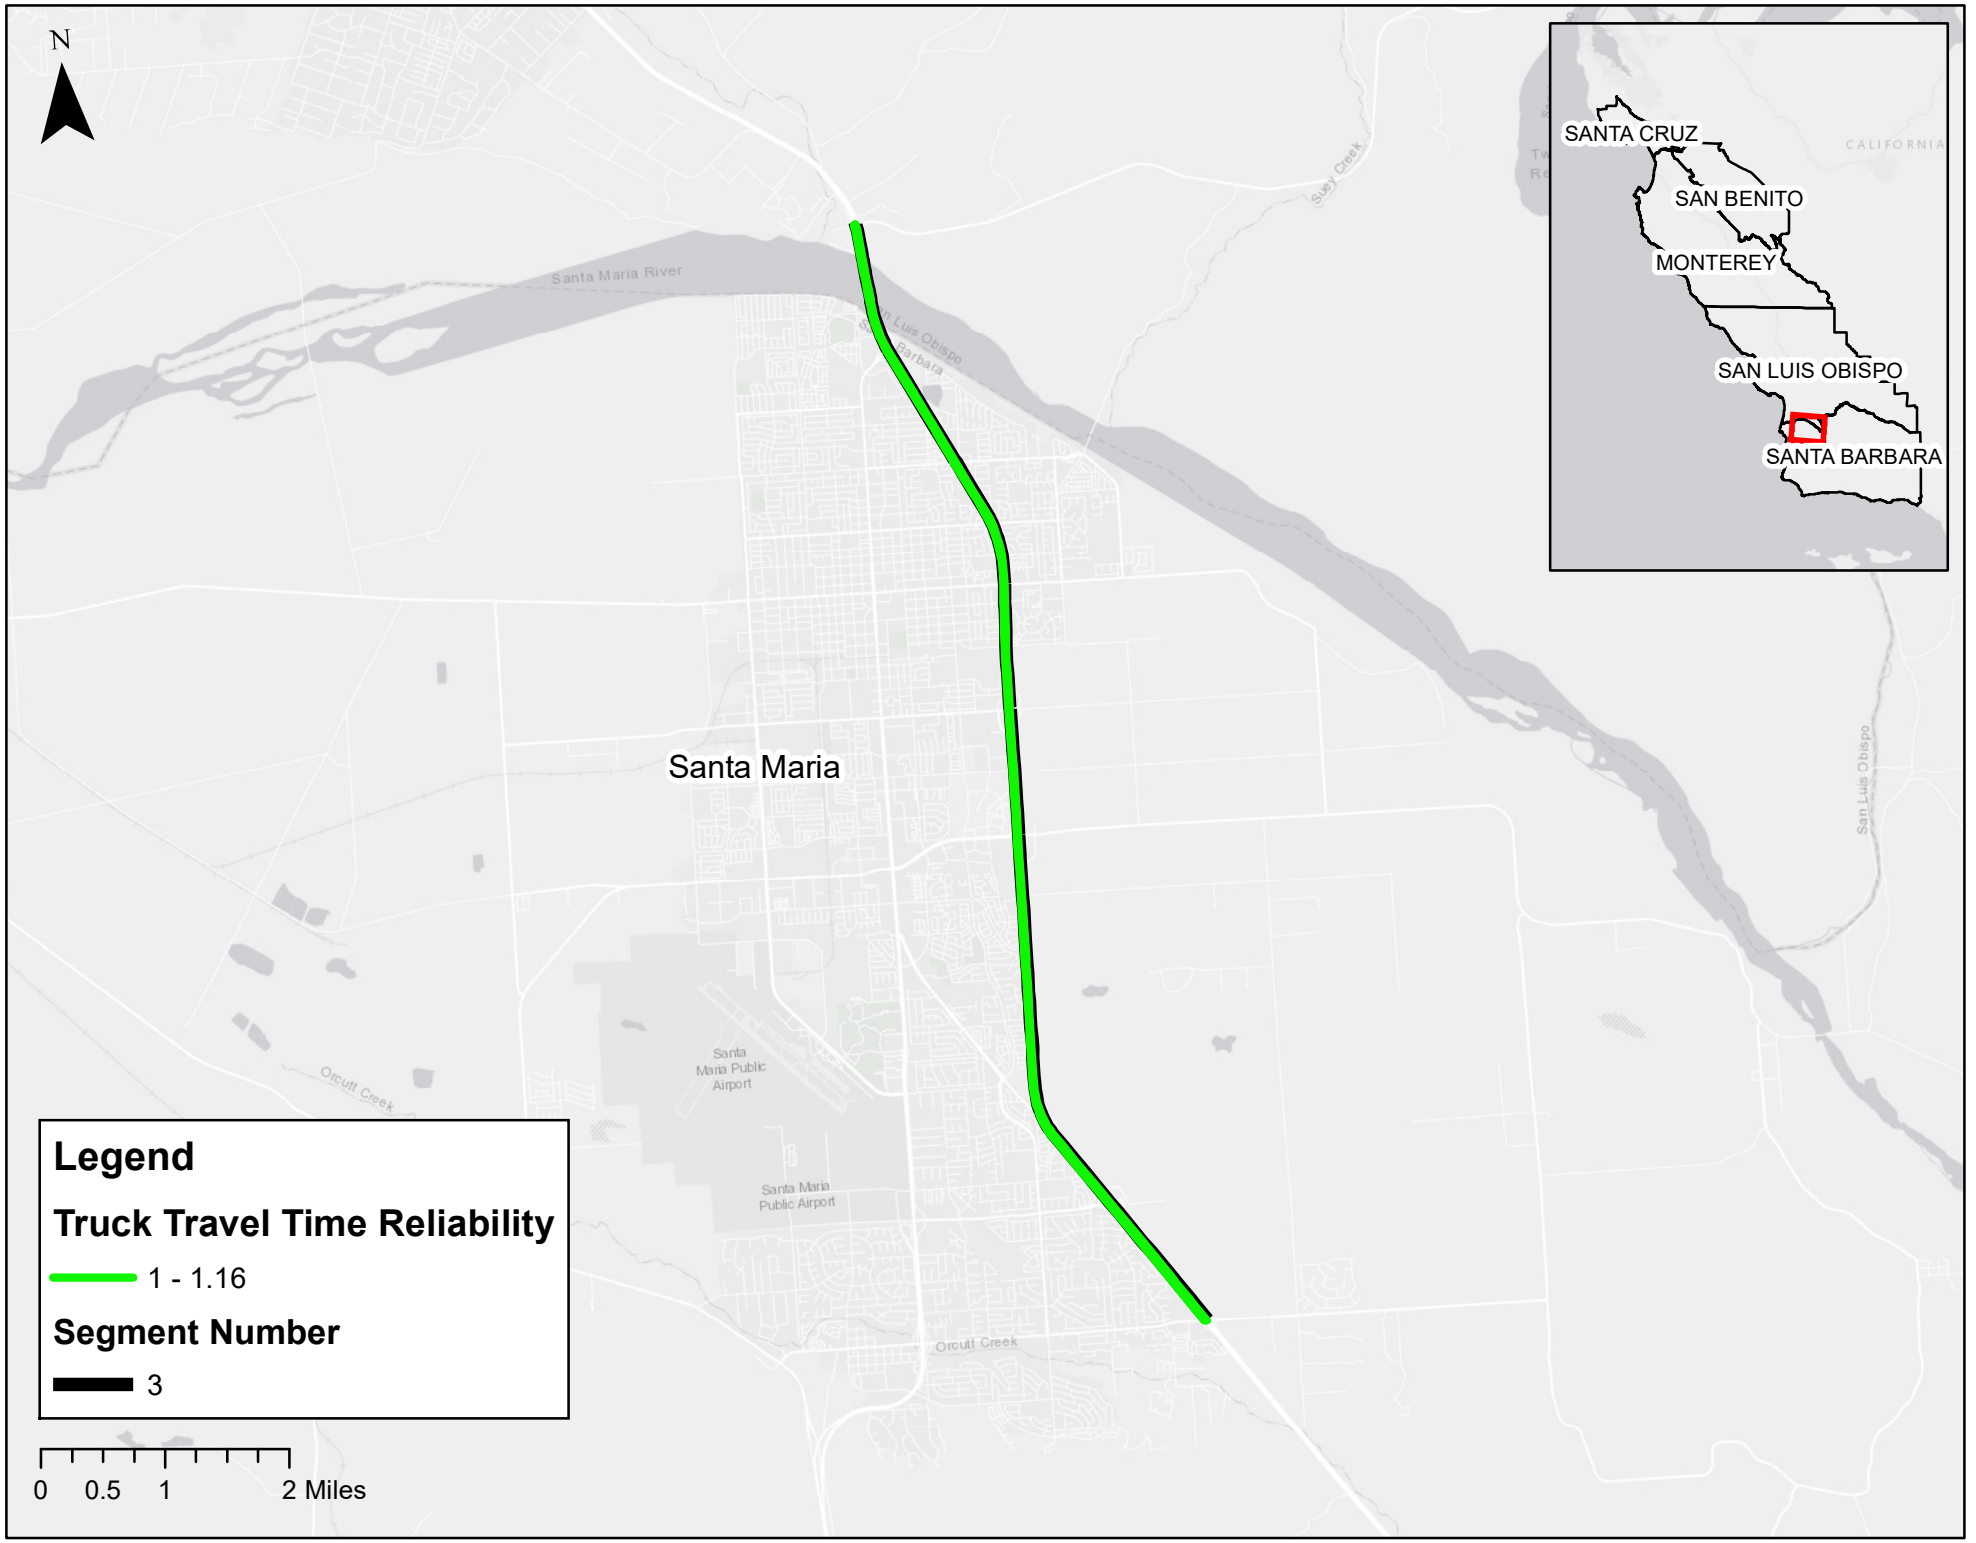 N
Santa Maria River
San Luis Obispo
Barbara
Suey Creek
SANTA CRUZ
CALIFORNIA
SAN BENITO
MONTEREY
SAN LUIS OBISPO
SANTA BARBARA
Santa Maria
San Luis Obispo
Santa
Maria Public
Airport
Orcutt Creek
Santa Maria
Public Airport
Orcutt Creek
Legend
Truck Travel Time Reliability
1 - 1.16
Segment Number
3
0 0.5 1 2 Miles